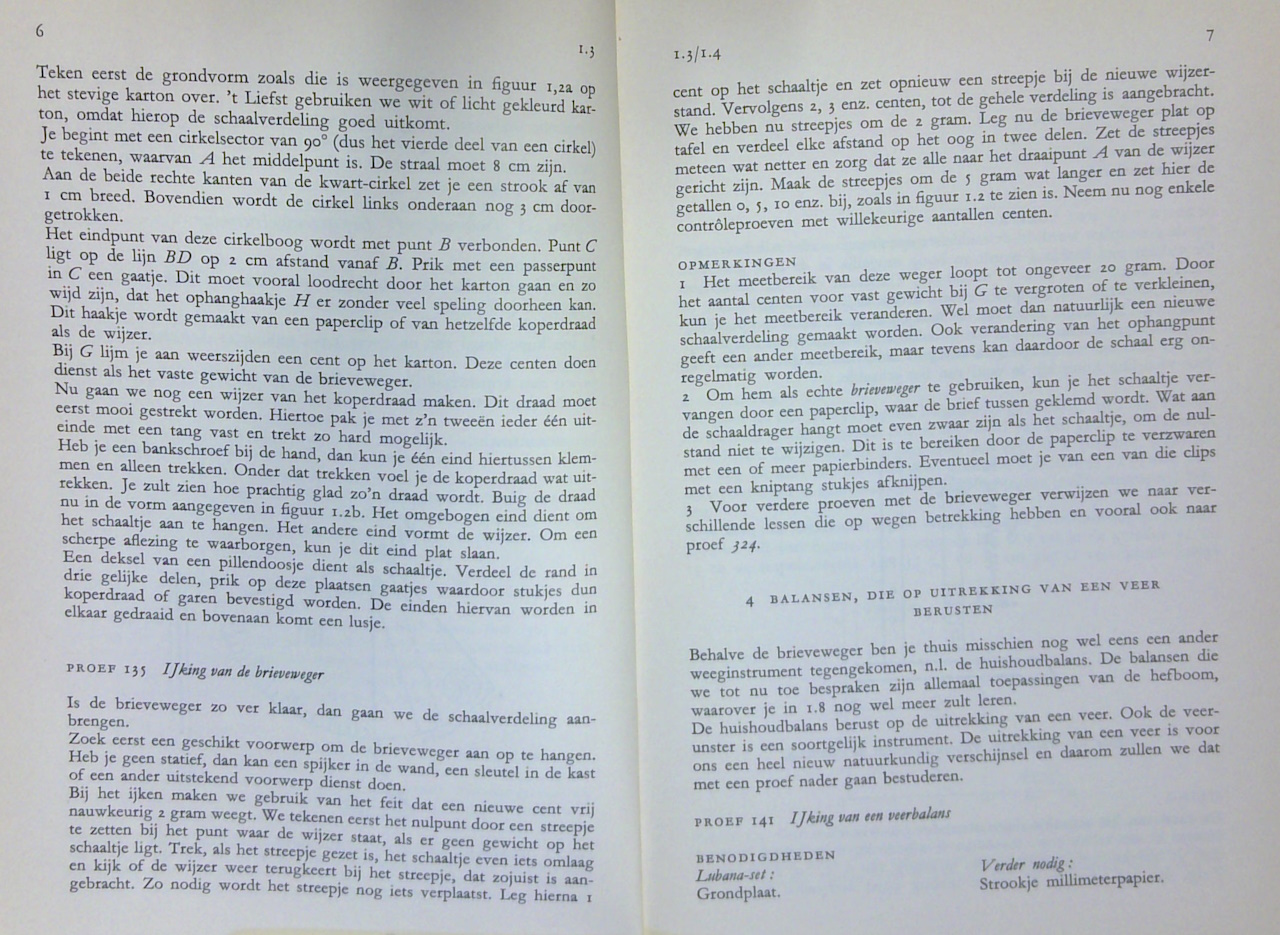 6
1.3
Teken eerst de grondvorm zoals die is weergegeven in figuur 1,2a op
het stevige karton over. 't Liefst gebruiken we wit of licht gekleurd kar-
ton, omdat hierop de schaalverdeling goed uitkomt.
Je begint met een cirkelsector van 90° (dus het vierde deel van een cirkel)
te tekenen, waarvan A het middelpunt is. De straal moet 8 cm zijn.
Aan de beide rechte kanten van de kwart-cirkel zet je een strook af van
1 cm breed. Bovendien wordt de cirkel links onderaan nog 3 cm door-
getrokken.
Het eindpunt van deze cirkelboog wordt met punt B verbonden. Punt C
ligt op de lijn BD op 2 cm afstand vanaf B. Prik met een passerpunt
in C een gaatje. Dit moet vooral loodrecht door het karton gaan en zo
wijd zijn, dat het ophanghaakje H er zonder veel speling doorheen kan.
Dit haakje wordt gemaakt van een paperclip of van hetzelfde koperdraad
als de wijzer.
Bij G lijm je aan weerszijden een cent op het karton. Deze centen doen
dienst als het vaste gewicht van de brieveweger.
Nu gaan we nog een wijzer van het koperdraad maken. Dit draad moet
eerst mooi gestrekt worden. Hiertoe pak je met z'n tweeën ieder één uit-
einde met een tang vast en trekt zo hard mogelijk.
Heb je een bankschroef bij de hand, dan kun je één eind hiertussen klem-
men en alleen trekken. Onder dat trekken voel je de koperdraad wat uit-
rekken. Je zult zien hoe prachtig glad zo'n draad wordt. Buig de draad
nu in de vorm aangegeven in figuur 1.2b. Het omgebogen eind dient om
het schaaltje aan te hangen. Het andere eind vormt de wijzer. Om een
scherpe aflezing te waarborgen, kun je dit eind plat slaan.
Een deksel van een pillendoosje dient als schaaltje. Verdeel de rand in
drie gelijke delen, prik op deze plaatsen gaatjes waardoor stukjes dun
koperdraad of garen bevestigd worden. De einden hiervan worden in
elkaar gedraaid en bovenaan komt een lusje.
PROEF 135 IJking van de brieveweger
Is de brieveweger zo ver klaar, dan gaan we de schaalverdeling aan-
brengen.
Zoek eerst een geschikt voorwerp om de brieveweger aan op te hangen.
Heb je geen statief, dan kan een spijker in de wand, een sleutel in de kast
of een ander uitstekend voorwerp dienst doen.
Bij het ijken maken we gebruik van het feit dat een nieuwe cent vrij
nauwkeurig 2 gram weegt. We tekenen eerst het nulpunt door een streepje
te zetten bij het punt waar de wijzer staat, als er geen gewicht op het
schaaltje ligt. Trek, als het streepje gezet is, het schaaltje even iets omlaag
en kijk of de wijzer weer terugkeert bij het streepje, dat zojuist is aan-
gebracht. Zo nodig wordt het streepje nog iets verplaatst. Leg hierna 1
7
1.3/1.4
cent op het schaaltje en zet opnieuw een streepje bij de nieuwe wijzer-
stand. Vervolgens 2, 3 enz. centen, tot de gehele verdeling is aangebracht.
We hebben nu streepjes om de 2 gram. Leg nu de brieveweger plat op
tafel en verdeel elke afstand op het oog in twee delen. Zet de streepjes
meteen wat netter en zorg dat ze alle naar het draaipunt A van de wijzer
gericht zijn. Maak de streepjes om de 5 gram wat langer en zet hier de
getallen 0, 5, 10 enz. bij, zoals in figuur 1.2 te zien is. Neem nu nog enkele
contrôleproeven met willekeurige aantallen centen.
OPMERKINGEN
1 Het meetbereik van deze weger loopt tot ongeveer 20 gram. Door
het aantal centen voor vast gewicht bij G te vergroten of te verkleinen,
kun je het meetbereik veranderen. Wel moet dan natuurlijk een nieuwe
schaalverdeling gemaakt worden. Ook verandering van het ophangpunt
geeft een ander meetbereik, maar tevens kan daardoor de schaal erg on-
regelmatig worden.
2 Om hem als echte brieveweger te gebruiken, kun je het schaaltje ver-
vangen door een paperclip, waar de brief tussen geklemd wordt. Wat aan
de schaaldrager hangt moet even zwaar zijn als het schaaltje, om de nul-
stand niet te wijzigen. Dit is te bereiken door de paperclip te verzwaren
met een of meer papierbinders. Eventueel moet je van een van die clips
met een kniptang stukjes afknijpen.
3 Voor verdere proeven met de brieveweger verwijzen we naar ver-
schillende lessen die op wegen betrekking hebben en vooral ook naar
proef 324.
4 BALANSEN, DIE OP UITREKKING VAN EEN VEER
BERUSTEN
Behalve de brieveweger ben je thuis misschien nog wel eens een ander
weeginstrument tegengekomen, n.l. de huishoudbalans. De balansen die
we tot nu toe bespraken zijn allemaal toepassingen van de hefboom,
waarover je in 1.8 nog wel meer zult leren.
De huishoudbalans berust op de uitrekking van een veer. Ook de veer-
unster is een soortgelijk instrument. De uitrekking van een veer is voor
ons een heel nieuw natuurkundig verschijnsel en daarom zullen we dat
met een proef nader gaan bestuderen.
PROEF 141 IJking van een veerbalans
BENODIGDHEDEN
Lubana-set :
Grondplaat.
Verder nodig :
Strookje millimeterpapier.